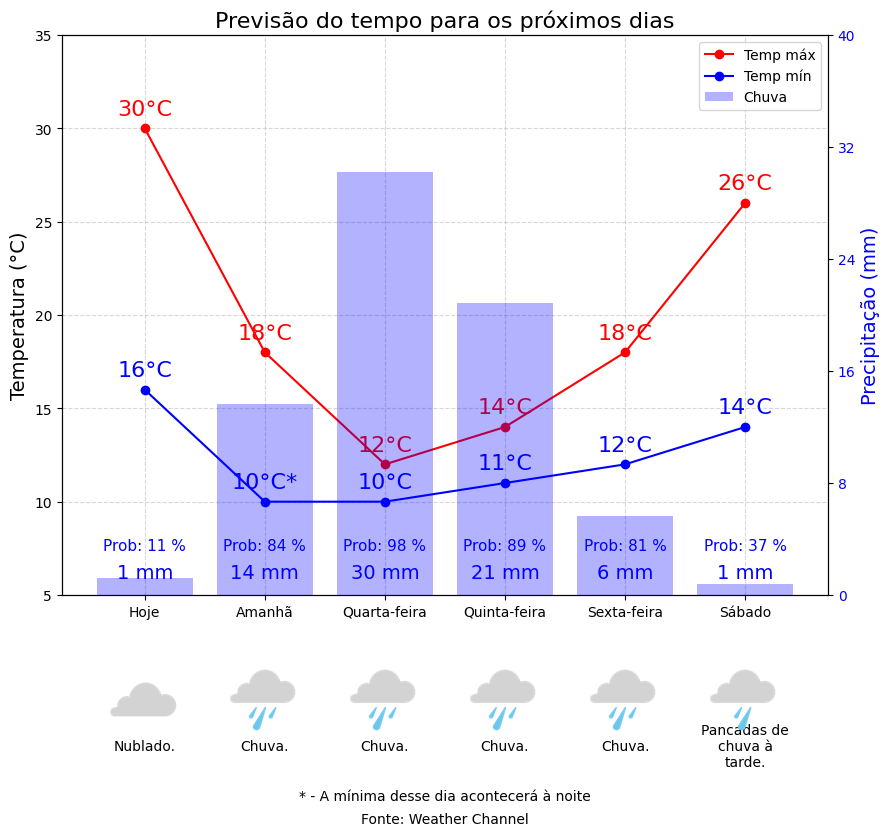 Previsão do tempo para os próximos dias
35
30
25
20
15
10
5
Temperatura (°C)
40
32
24
16
8
0
Precipitação (mm)
Temp máx
Temp mín
Chuva
30°C
18°C
12°C
14°C
18°C
26°C
16°C
10°C*
10°C
11°C
12°C
14°C
Prob: 11 %
Prob: 84 %
Prob: 98 %
Prob: 89 %
Prob: 81 %
Prob: 37 %
1 mm
14 mm
30 mm
21 mm
6 mm
1 mm
Hoje
Amanhã
Quarta-feira
Quinta-feira
Sexta-feira
Sábado
Nublado.
Chuva.
Chuva.
Chuva.
Chuva.
Pancadas de
chuva à
tarde.
* - A mínima desse dia acontecerá à noite
Fonte: Weather Channel